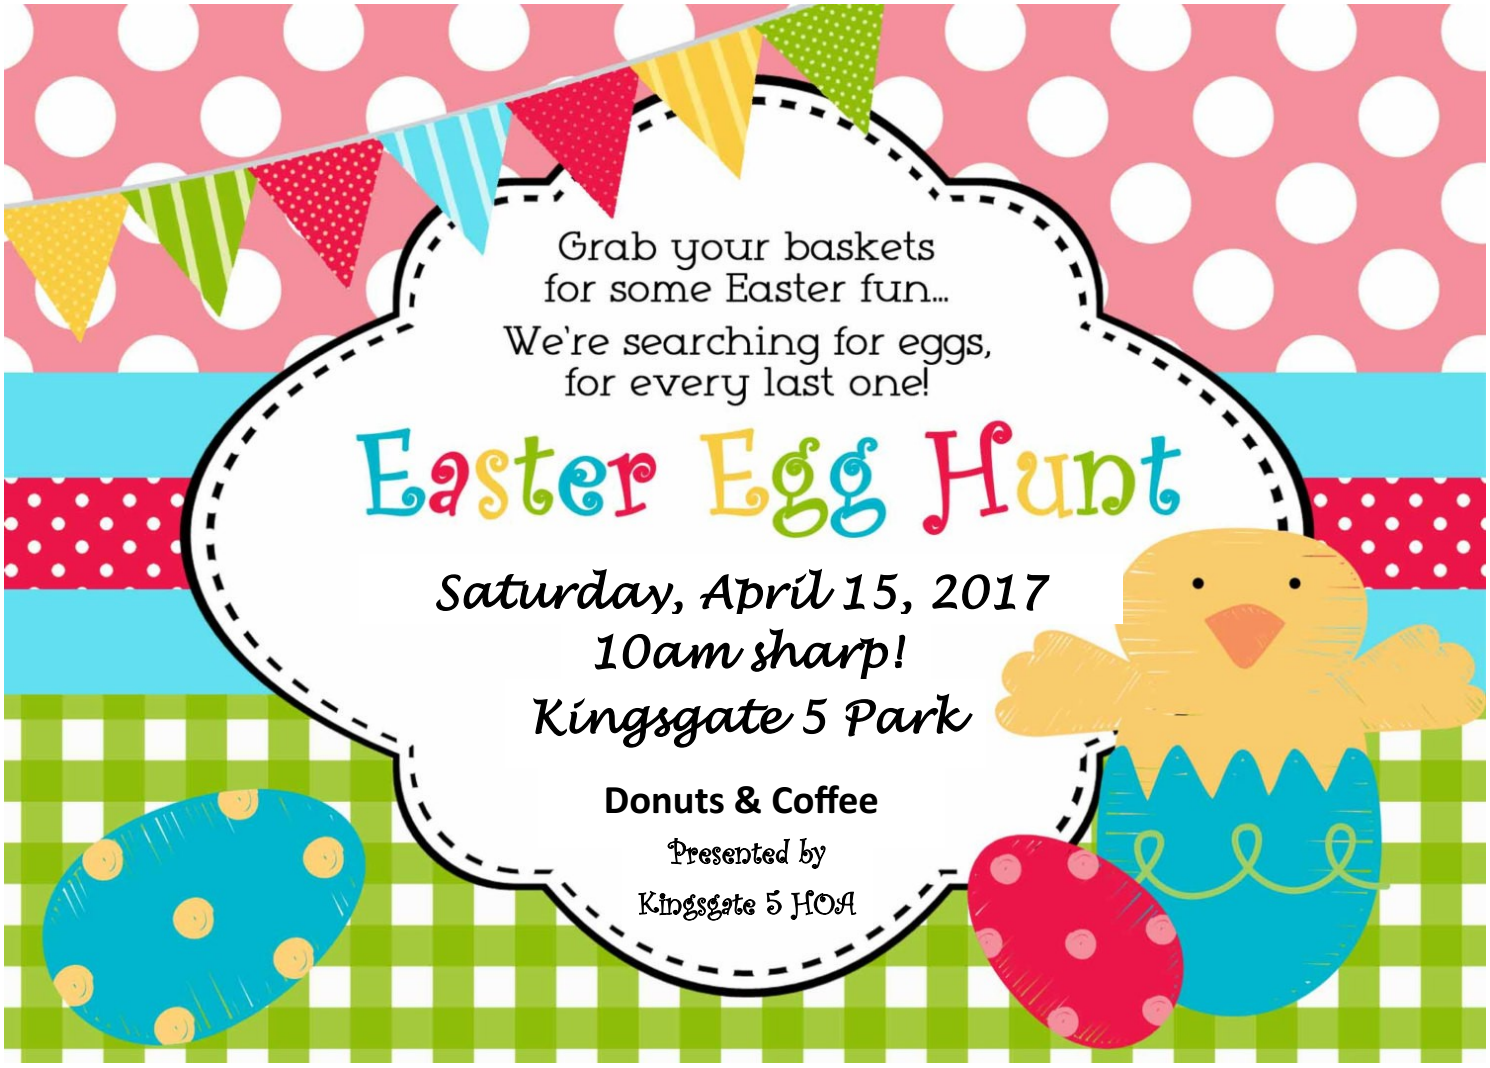 Grab your baskets
for some Easter fun...
We're searching for eggs,
for every last one!
Easter Egg Hunt
Saturday, April 15, 2017
10am sharp!
Kingsgate 5 Park
Donuts & Coffee
Presented by
Kingsgate 5 HOA